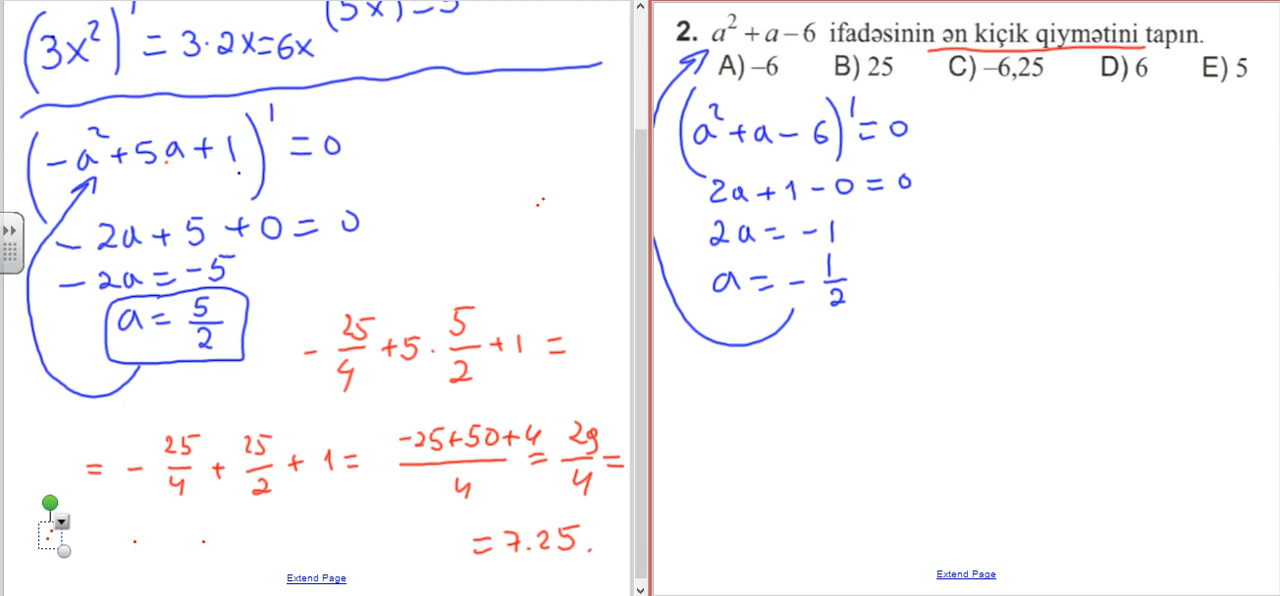 (5x)'=5
(3x²)' = 3·2x=6x
(-a²+5a+1)' = 0
-2a+5+0=0
-2a=-5
a=5/2
-25/4+5·5/2+1=
=-25/4+25/2+1= (-25+50+4)/4=29/4=
=7.25.
Extend Page
2. a²+a–6 ifadəsinin ən kiçik qiymətini tapın.
A) –6 B) 25 C) –6,25 D) 6 E) 5
(a²+a-6)'=0
2a+1-0=0
2a=-1
a=-1/2
Extend Page